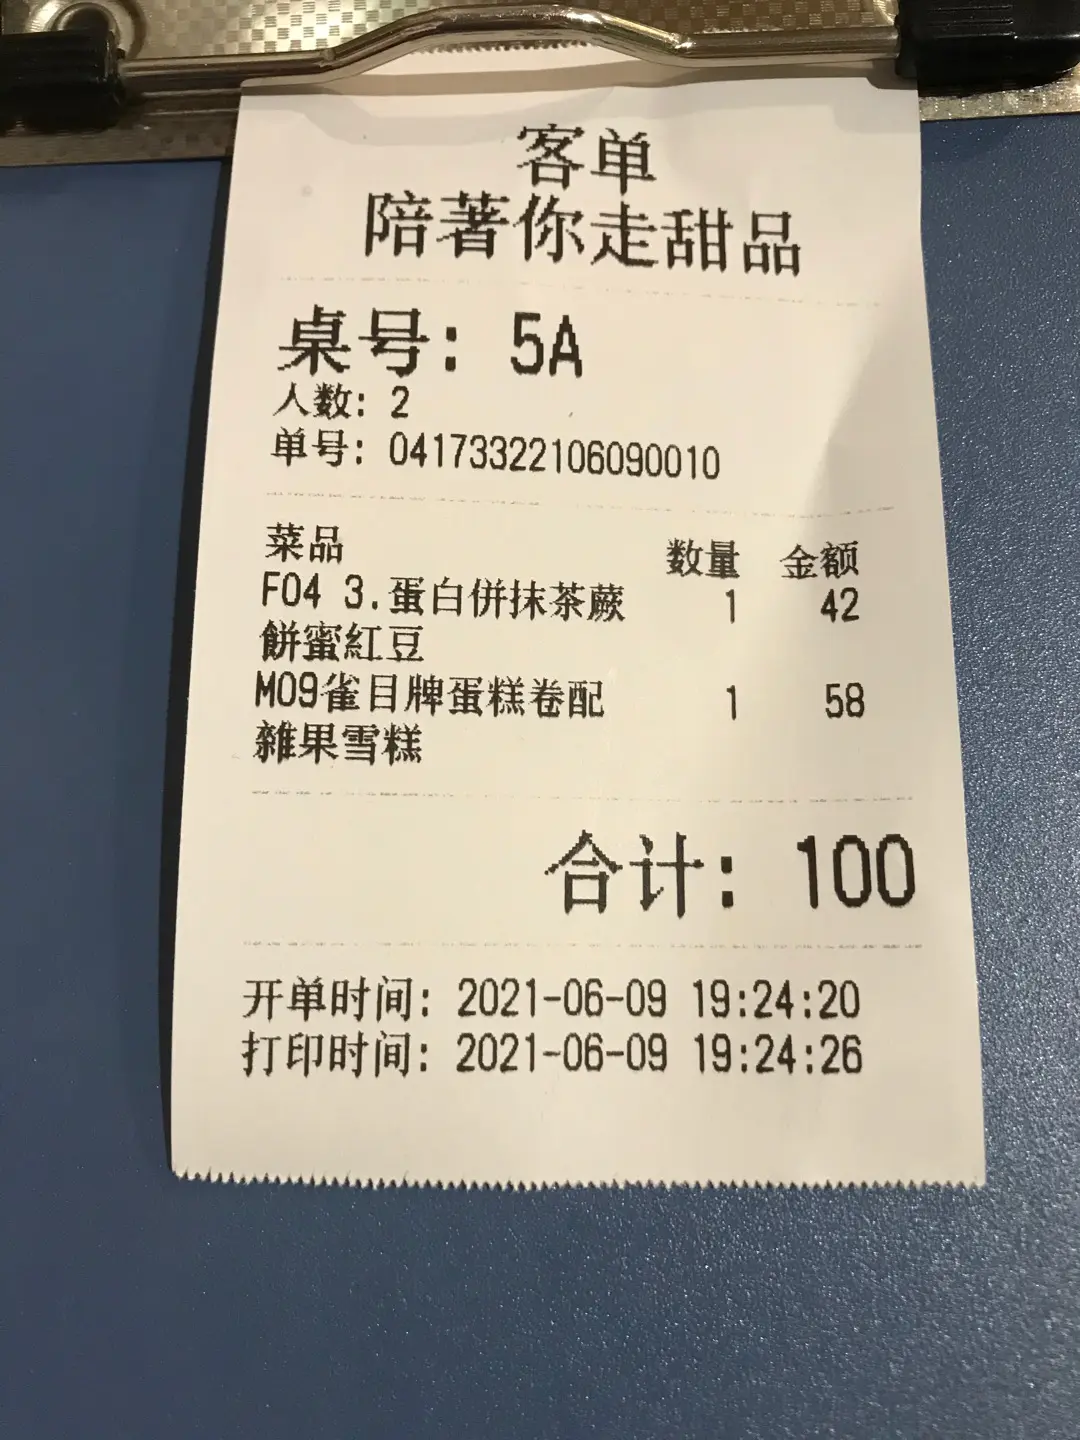 客单
陪著你走甜品
桌号: 5A
人数: 2
单号: 04173322106090010
菜品 数量 金额
F04 3.蛋白併抹茶蕨 1 42
餅蜜紅豆
M09雀目牌蛋糕卷配 1 58
雜果雪糕
合计: 100
开单时间: 2021-06-09 19:24:20
打印时间: 2021-06-09 19:24:26